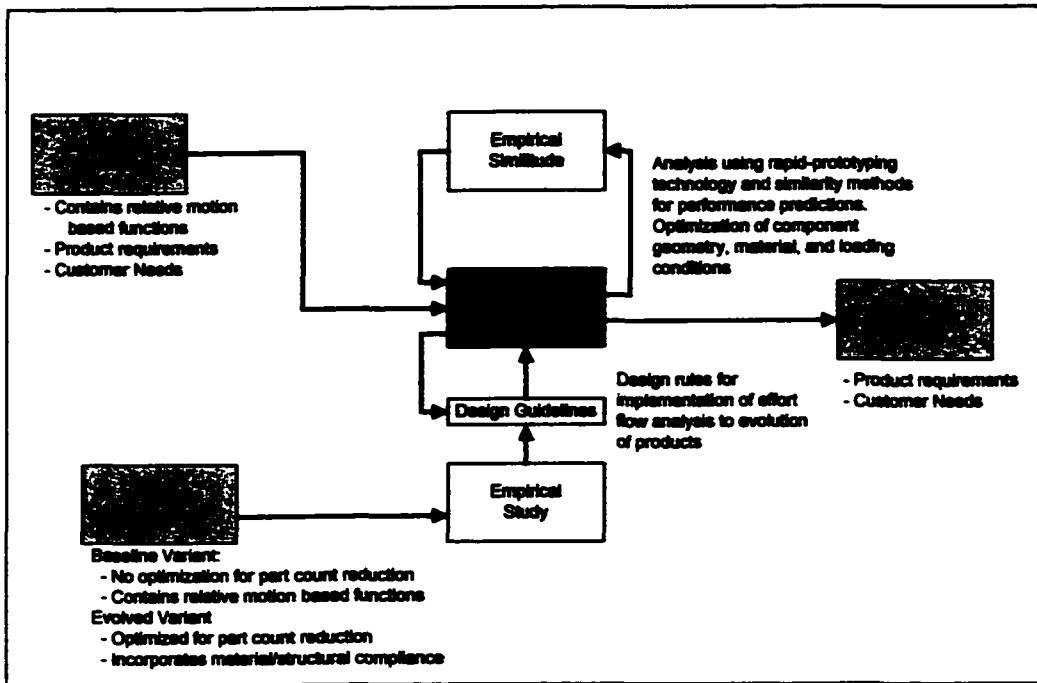 Empirical
Similitude
Analysis using rapid-prototyping
technology and similarity methods
for performance predictions.
Optimization of component
geometry, material, and loading
conditions
- Contains relative motion
based functions
- Product requirements
- Customer Needs
Design Guidelines
Design rules for
implementation of effort
flow analysis to evolution
of products
- Product requirements
- Customer Needs
Empirical
Study
Baseline Variant:
- No optimization for part count reduction
- Contains relative motion based functions
Evolved Variant
- Optimized for part count reduction
- Incorporates material/structural compliance